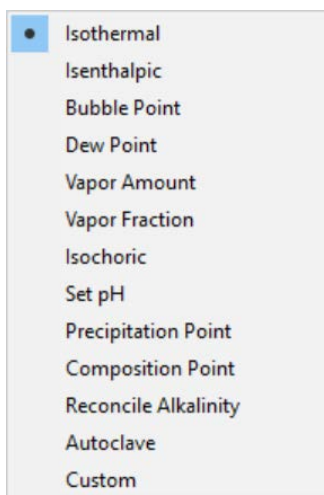 Isothermal
Isenthalpic
Bubble Point
Dew Point
Vapor Amount
Vapor Fraction
Isochoric
Set pH
Precipitation Point
Composition Point
Reconcile Alkalinity
Autoclave
Custom